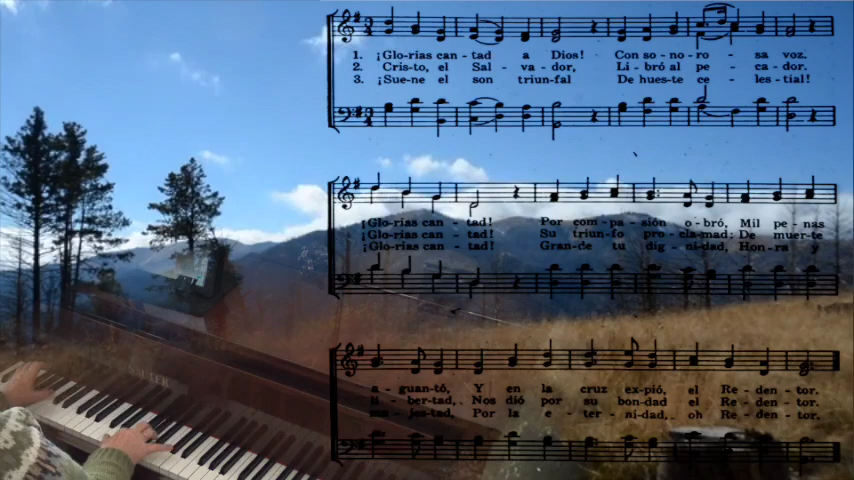 1. ¡Glo-rias can-tad a Dios! Con so-no-ro - sa voz.
2. Cris-to, el Sal-va-dor, Li-bró al pe-ca-dor.
3. ¡Sue-ne el son triun-fal De hues-te ce-les-tial!
¡Glo-rias can-tad! Por com-pa-sión o-bró, Mil pe-nas
¡Glo-rias can-tad! Su triun-fo pro-cla-mad; De muer-te
¡Glo-rias can-tad! Gran-de tu dig-ni-dad, Hon-ra y
a-guan-tó, Y en la cruz ex-pió, el Re-den-tor.
li-ber-tad, Nos dió por su bon-dad el Re-den-tor.
ma-jes-tad, Por la e-ter-ni-dad, oh Re-den-tor.
SAUTER